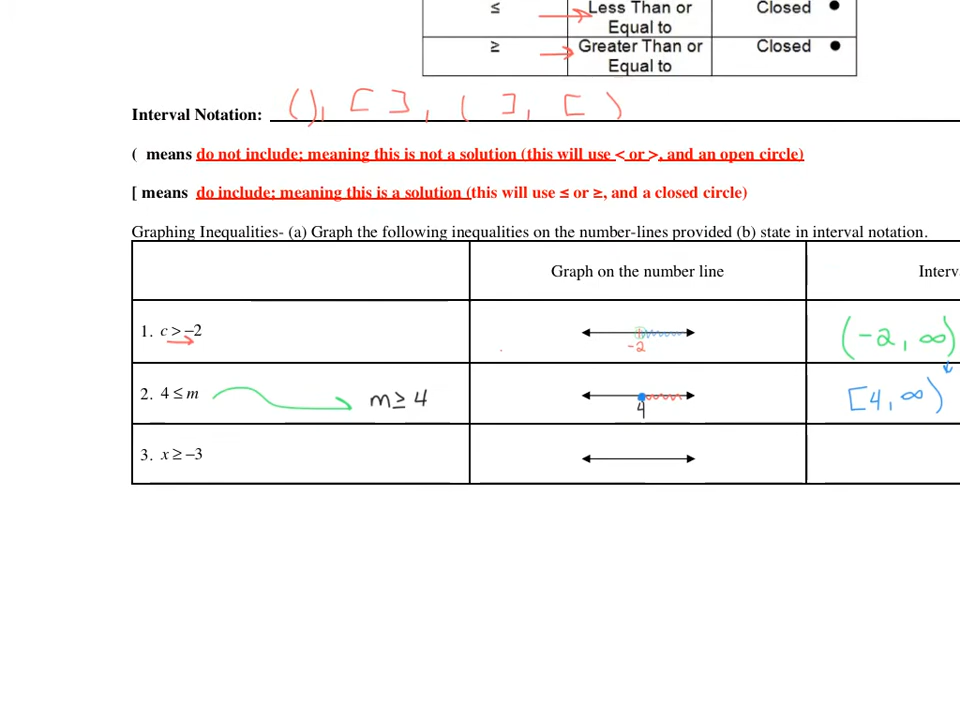 ≤ Less Than or Closed ●
Equal to
≥ Greater Than or Closed ●
Equal to
Interval Notation: ( ), [ ], ( ], [ )
( means do not include; meaning this is not a solution (this will use < or >, and an open circle)
[ means do include; meaning this is a solution (this will use ≤ or ≥, and a closed circle)
Graphing Inequalities- (a) Graph the following inequalities on the number-lines provided (b) state in interval notation.
Graph on the number line Interv
1. c > −2 -2 (-2, ∞)
2. 4 ≤ m m ≥ 4 4 [4, ∞)
3. x ≥ −3